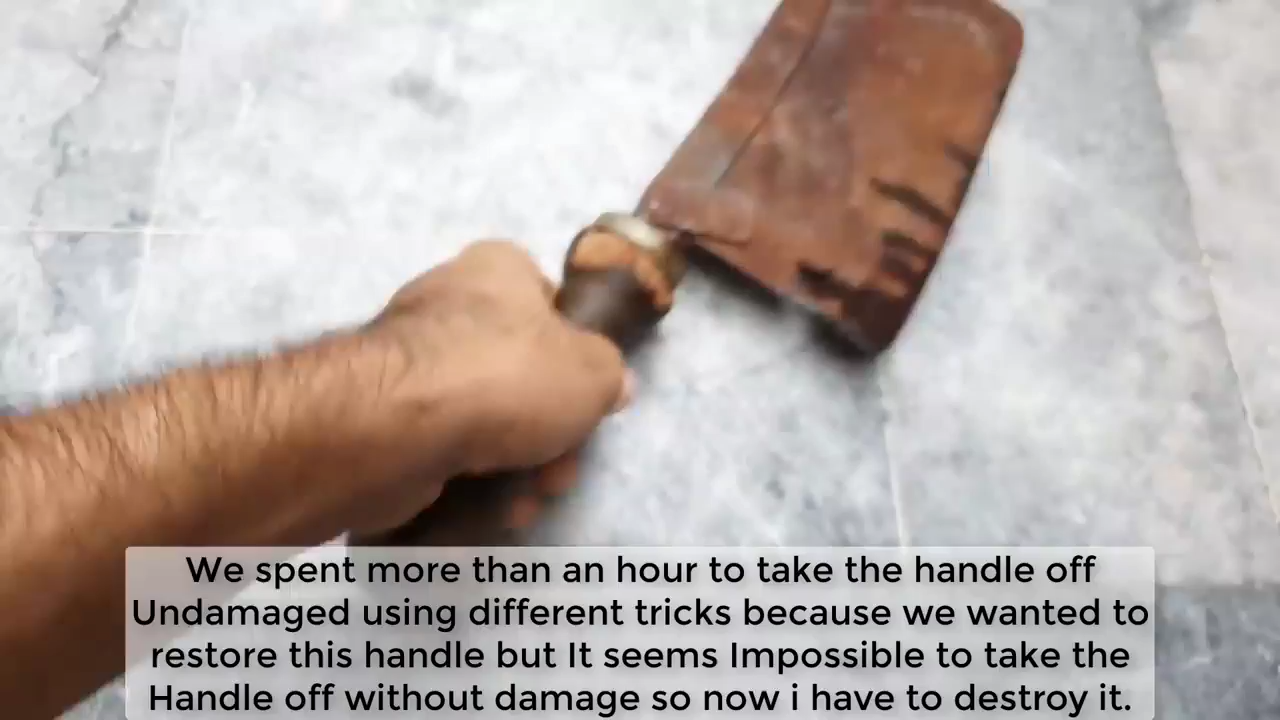 We spent more than an hour to take the handle off
Undamaged using different tricks because we wanted to
restore this handle but It seems Impossible to take the
Handle off without damage so now i have to destroy it.